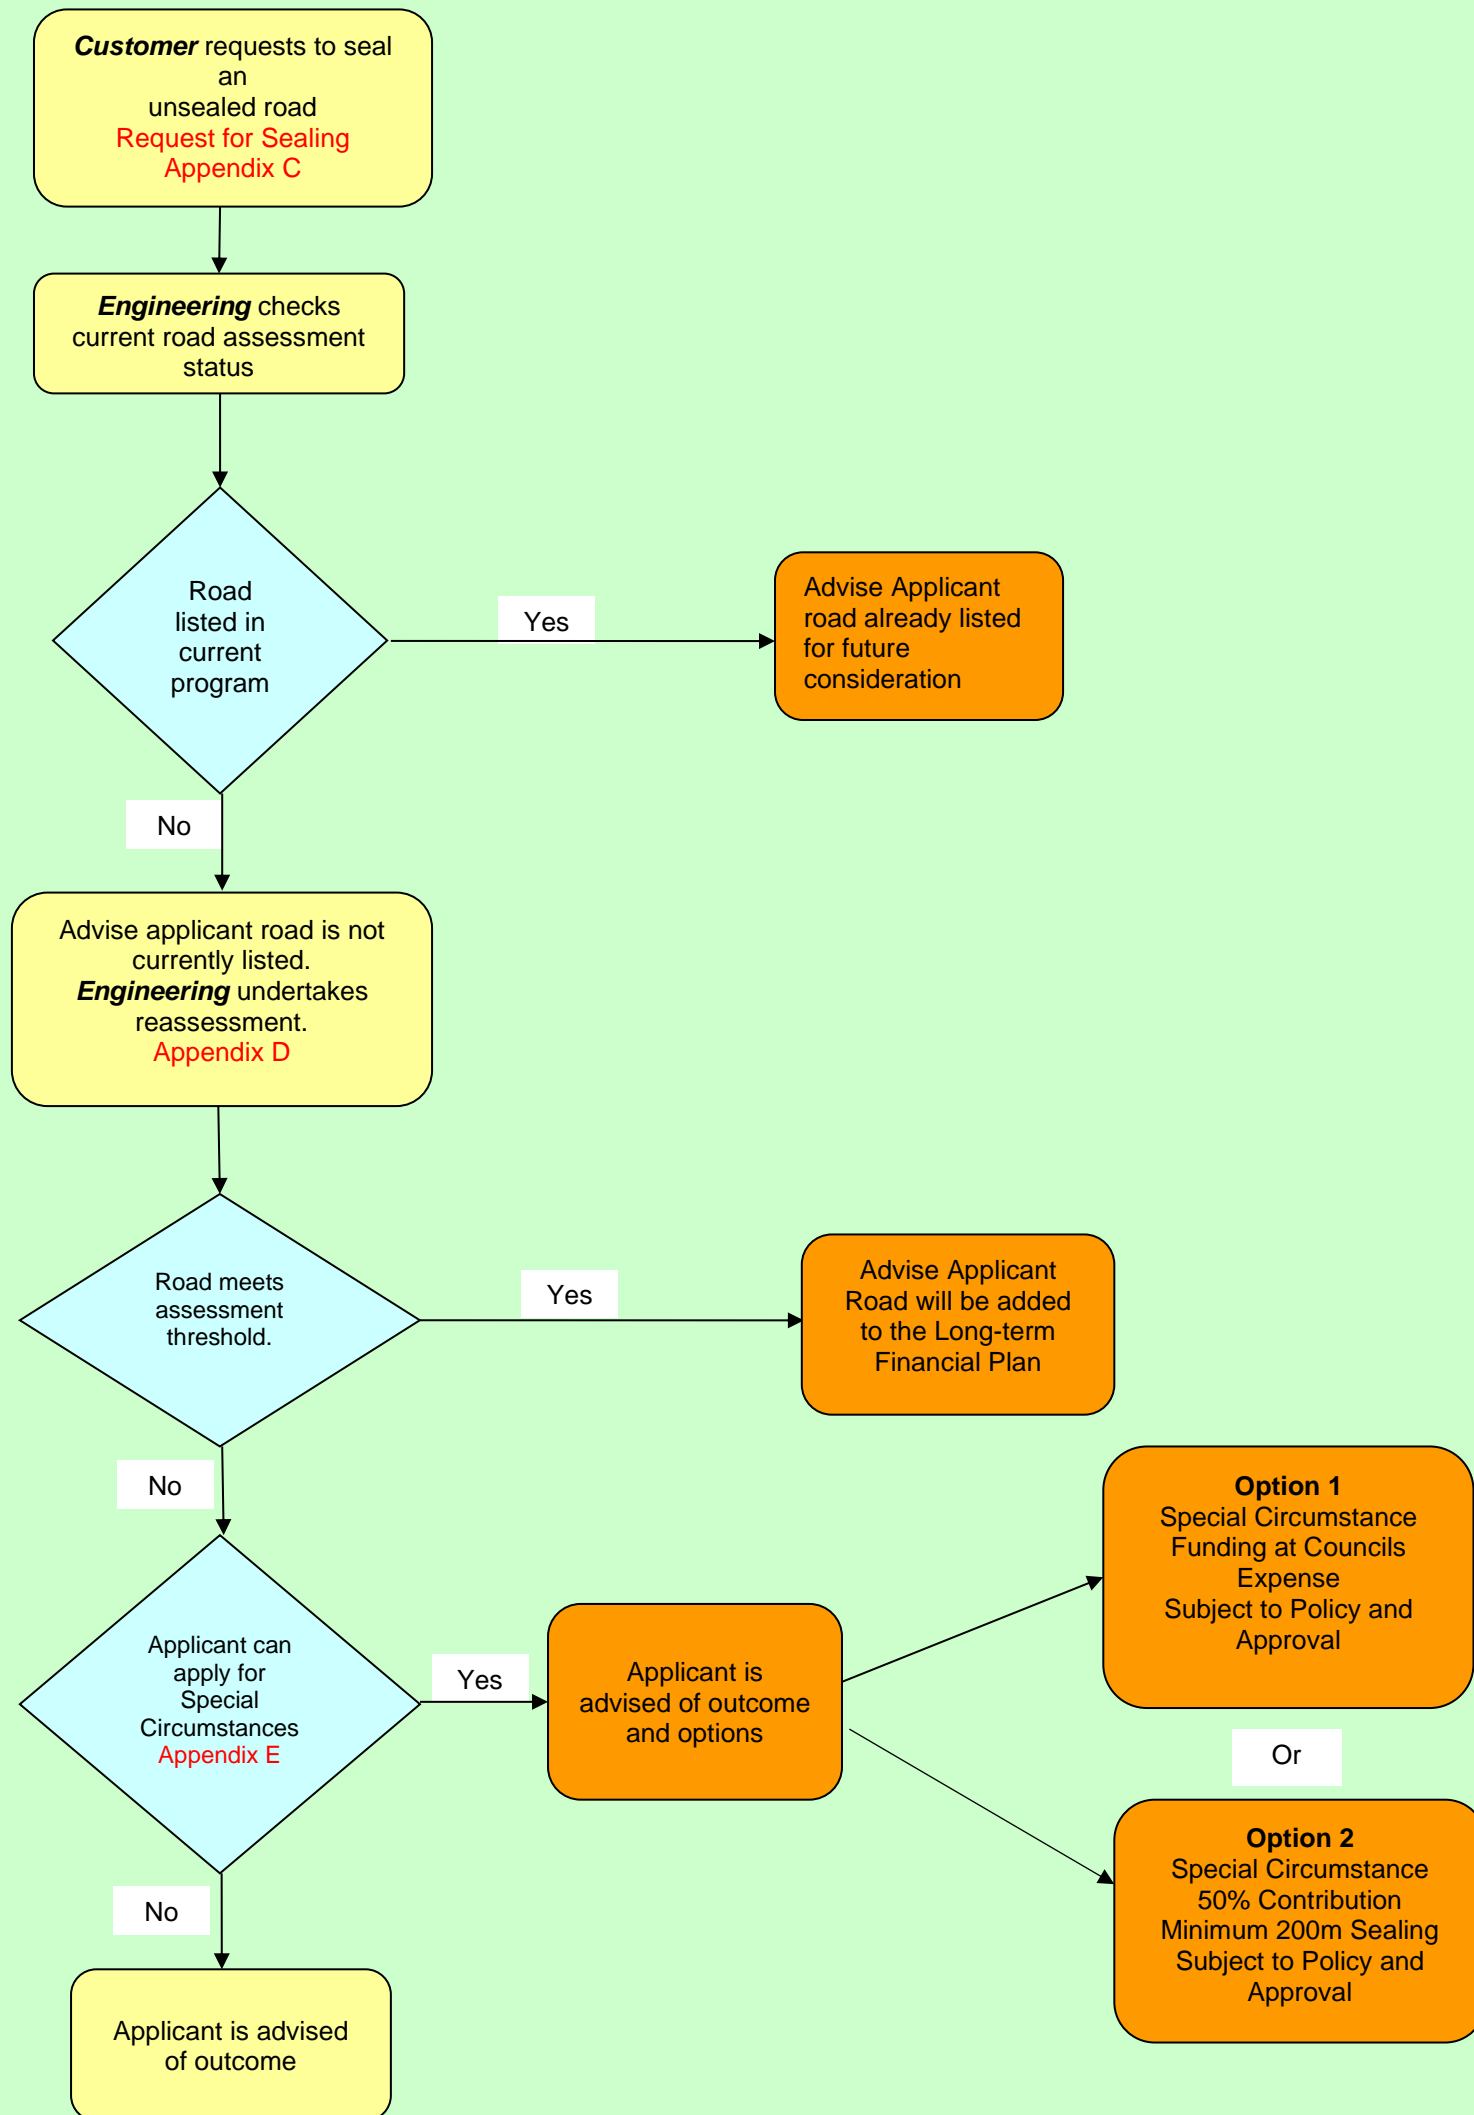 Customer requests to seal
an
unsealed road
Request for Sealing
Appendix C
Engineering checks
current road assessment
status
Road
listed in
current
program
Yes
Advise Applicant
road already listed
for future
consideration
No
Advise applicant road is not
currently listed.
Engineering undertakes
reassessment.
Appendix D
Road meets
assessment
threshold.
Yes
Advise Applicant
Road will be added
to the Long-term
Financial Plan
No
Applicant can
apply for
Special
Circumstances
Appendix E
Yes
Applicant is
advised of outcome
and options
Option 1
Special Circumstance
Funding at Councils
Expense
Subject to Policy and
Approval
Or
Option 2
Special Circumstance
50% Contribution
Minimum 200m Sealing
Subject to Policy and
Approval
No
Applicant is advised
of outcome